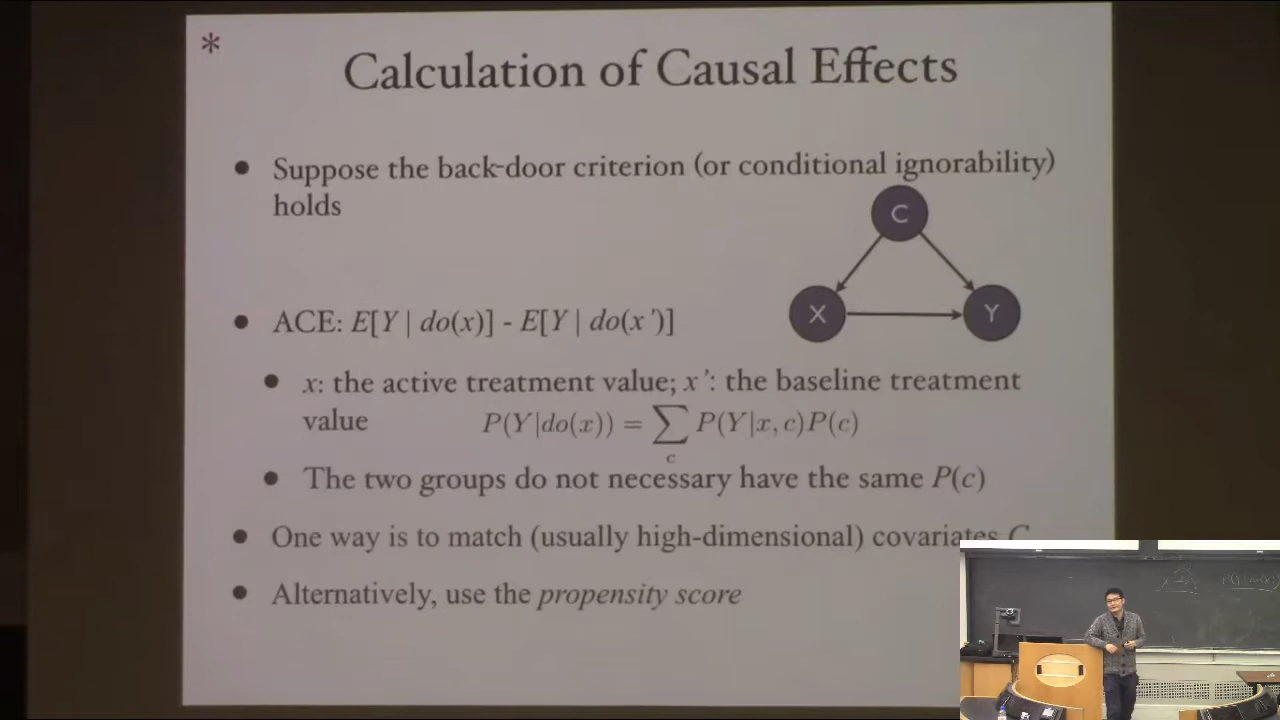 *
Calculation of Causal Effects
• Suppose the back-door criterion (or conditional ignorability)
holds
C
X
Y
• ACE: E[Y | do(x)] - E[Y | do(x')]
• x: the active treatment value; x': the baseline treatment
value P(Y|do(x)) = ∑ P(Y|x, c)P(c)
c
• The two groups do not necessary have the same P(c)
• One way is to match (usually high-dimensional) covariates C
• Alternatively, use the propensity score